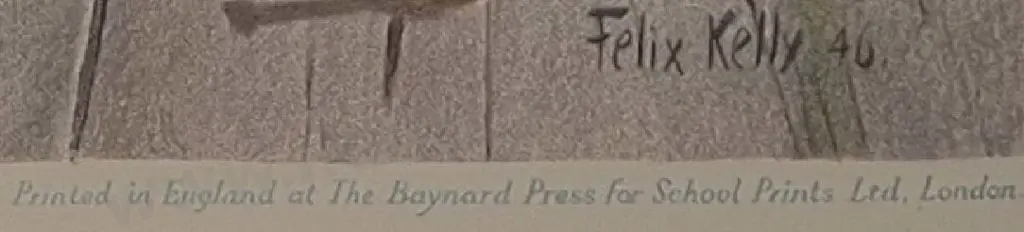 Felix Kelly 46.
Printed in England at The Baynard Press for School Prints Ltd, London.